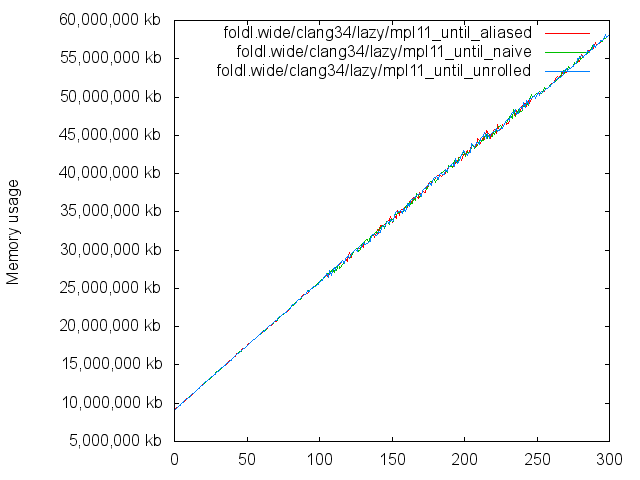 60,000,000 kb
55,000,000 kb
50,000,000 kb
45,000,000 kb
40,000,000 kb
35,000,000 kb
30,000,000 kb
25,000,000 kb
20,000,000 kb
15,000,000 kb
10,000,000 kb
5,000,000 kb
Memory usage
foldl.wide/clang34/lazy/mpl11_until_aliased
foldl.wide/clang34/lazy/mpl11_until_naive
foldl.wide/clang34/lazy/mpl11_until_unrolled
0 50 100 150 200 250 300